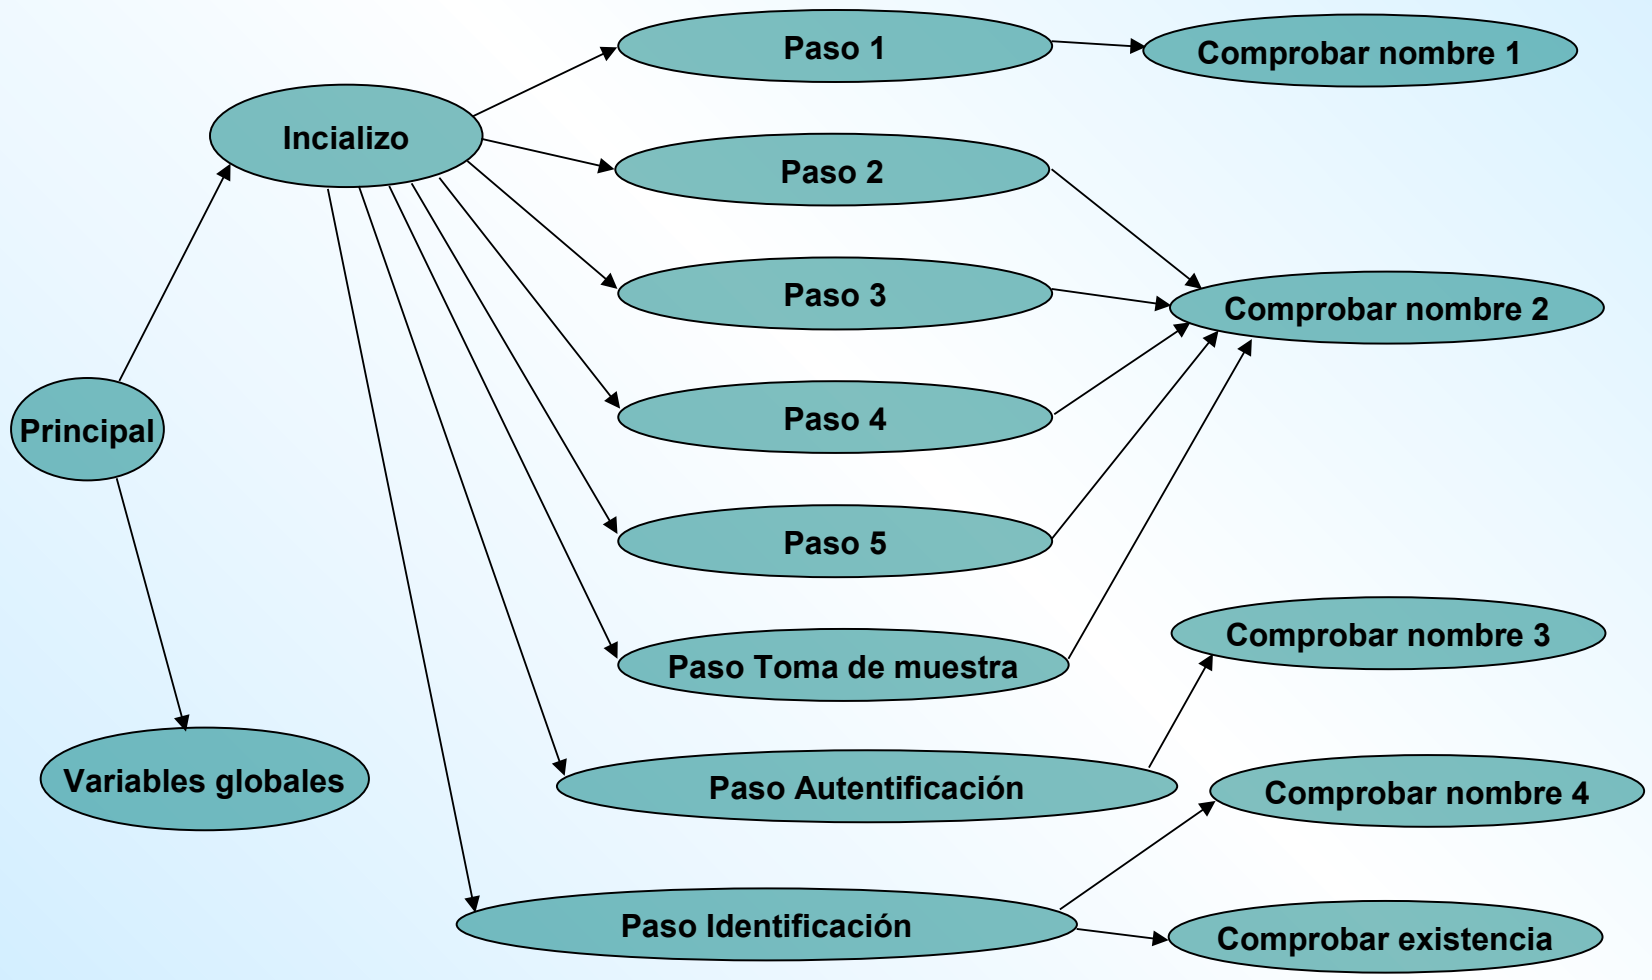 Paso 1
Comprobar nombre 1
Incializo
Paso 2
Paso 3
Comprobar nombre 2
Paso 4
Principal
Paso 5
Comprobar nombre 3
Paso Toma de muestra
Variables globales
Paso Autentificación
Comprobar nombre 4
Paso Identificación
Comprobar existencia